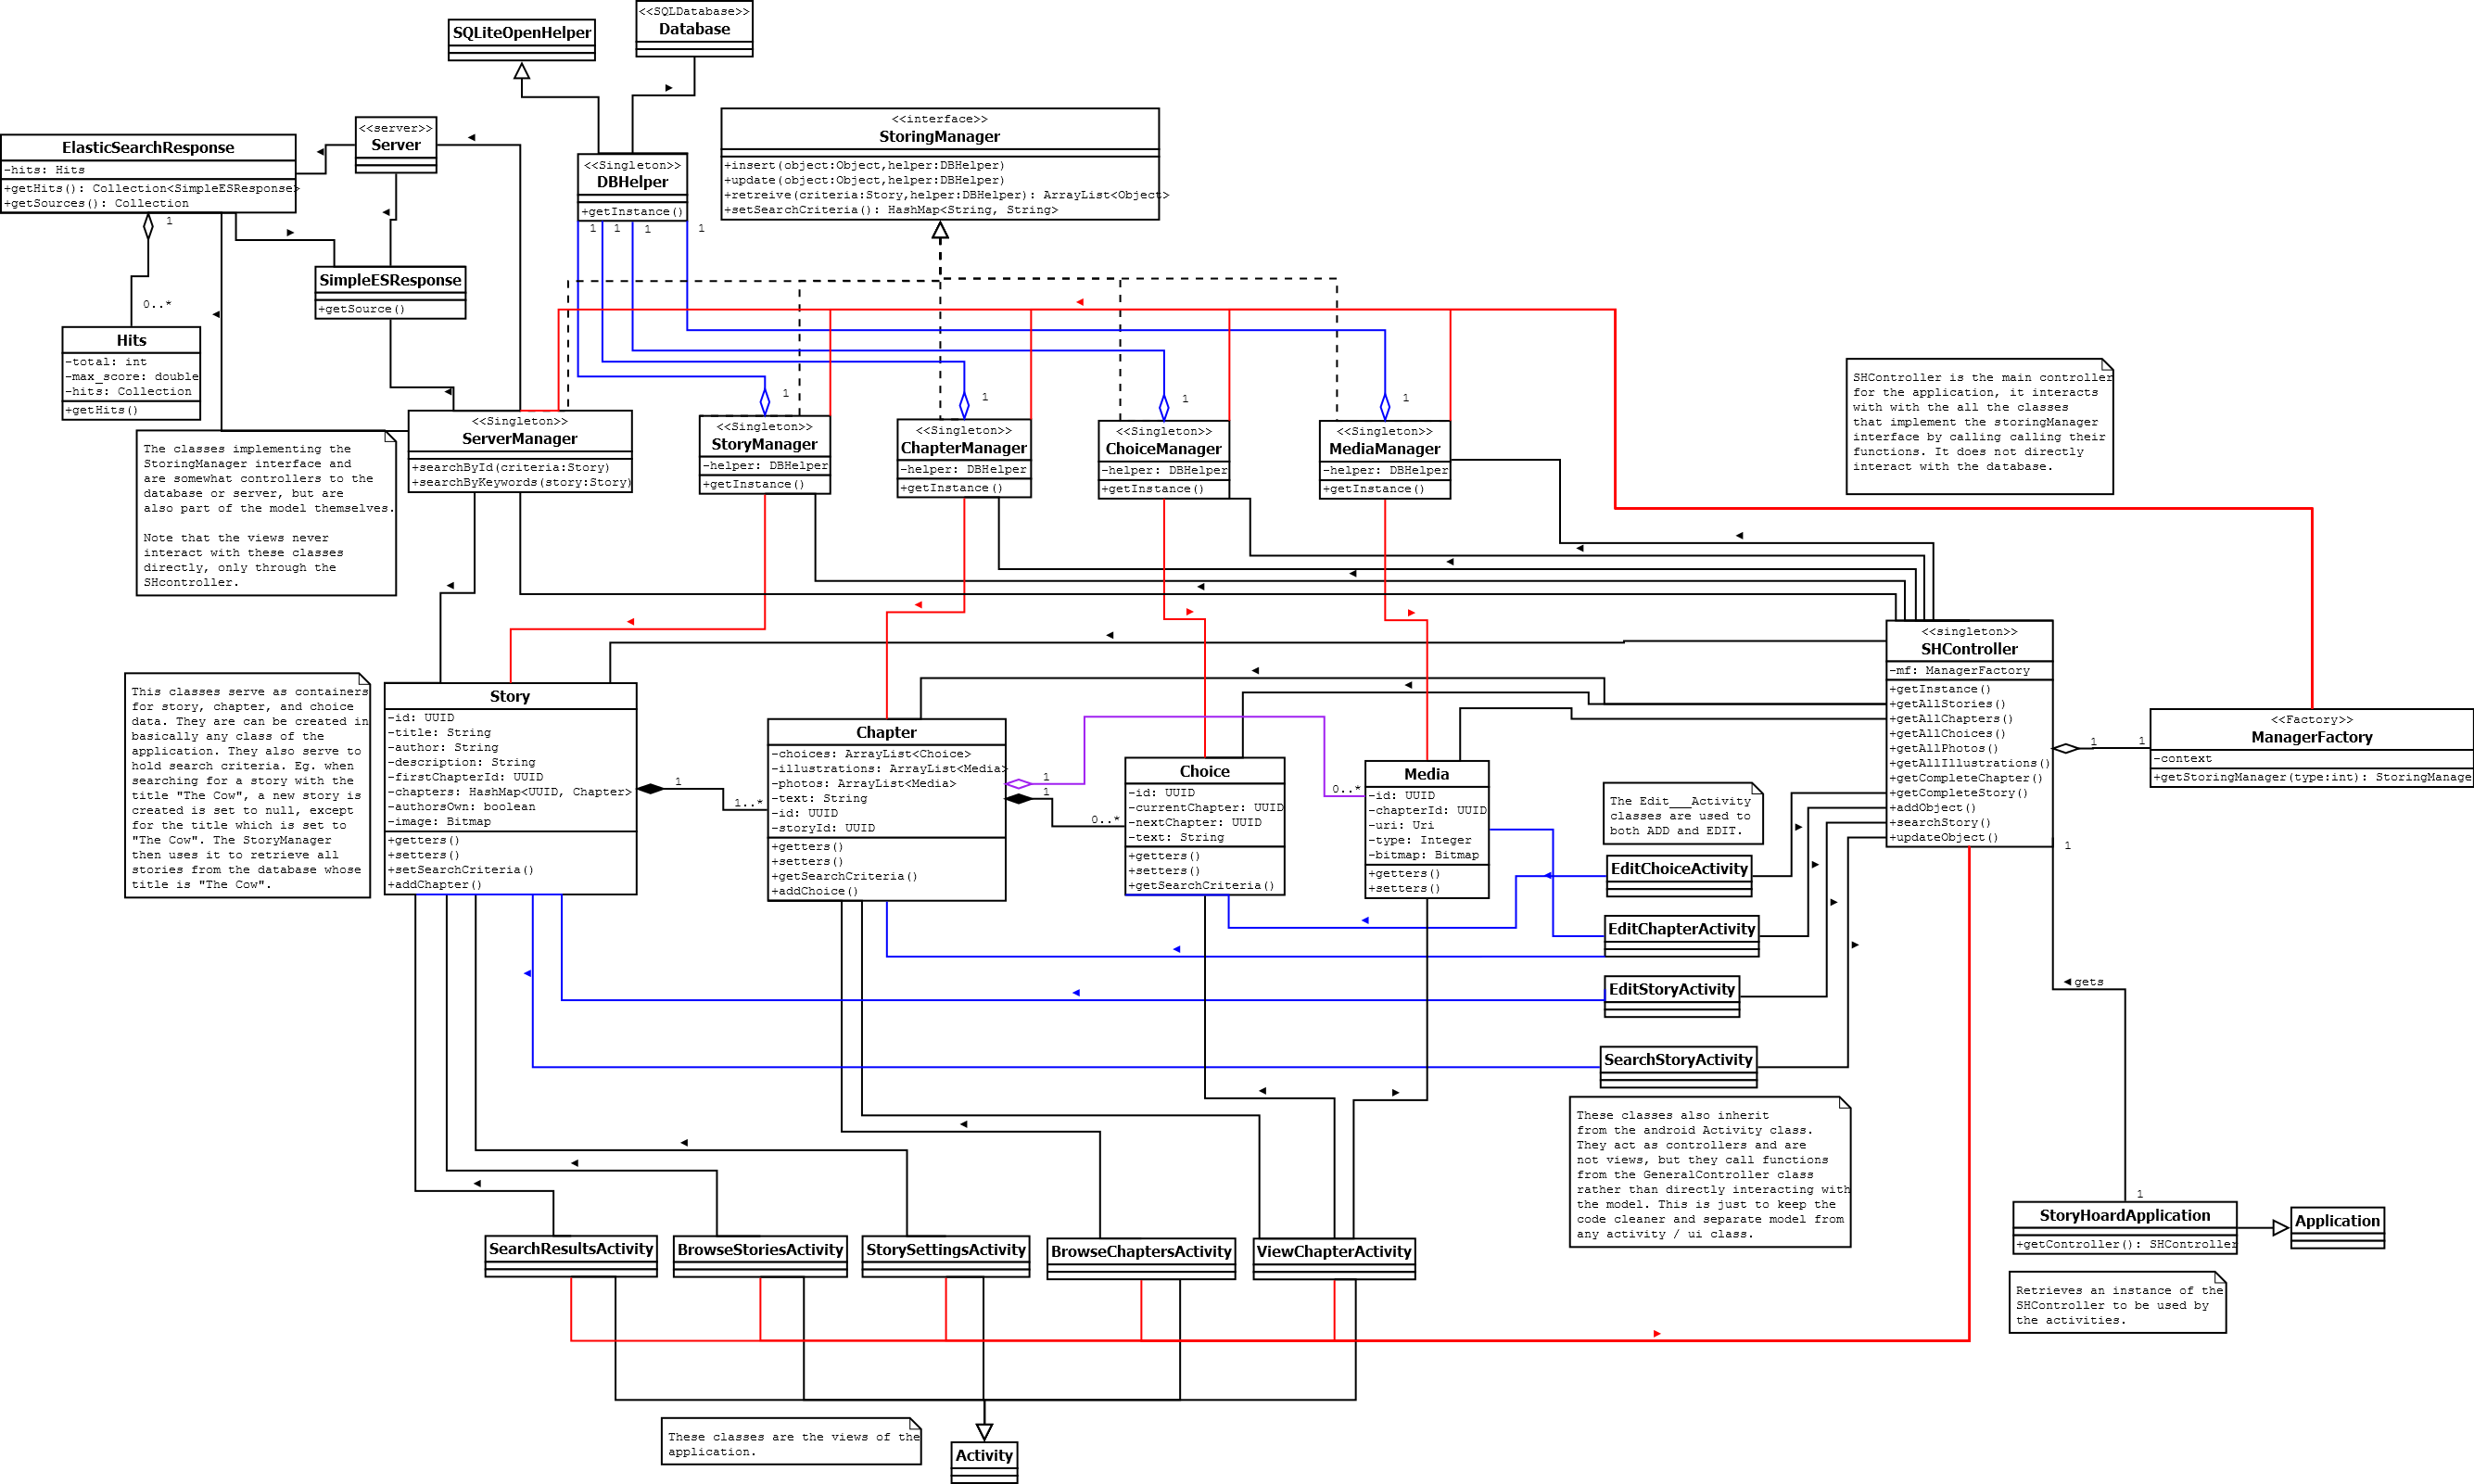 SQLiteOpenHelper
<<SQLDatabase>>
Database
<<interface>>
StoringManager
+insert(object:Object,helper:DBHelper)
+update(object:Object,helper:DBHelper)
+retreive(criteria:Story,helper:DBHelper): ArrayList<Object>
+setSearchCriteria(): HashMap<String, String>
<<server>>
Server
ElasticSearchResponse
-hits: Hits
+getHits(): Collection<SimpleESResponse>
+getSources(): Collection
1
0..*
<<Singleton>>
DBHelper
+getInstance()
1
1
1
1
SimpleESResponse
+getSource()
Hits
-total: int
-max_score: double
-hits: Collection
+getHits()
The classes implementing the
StoringManager interface and
are somewhat controllers to the
database or server, but are
also part of the model themselves.
Note that the views never
interact with these classes
directly, only through the
SHcontroller.
<<Singleton>>
ServerManager
+searchById(criteria:Story)
+searchByKeywords(story:Story)
1
<<Singleton>>
StoryManager
-helper: DBHelper
+getInstance()
1
<<Singleton>>
ChapterManager
-helper: DBHelper
+getInstance()
1
<<Singleton>>
ChoiceManager
-helper: DBHelper
+getInstance()
1
<<Singleton>>
MediaManager
-helper: DBHelper
+getInstance()
SHController is the main controller
for the application, it interacts
with with the all the classes
that implement the storingManager
interface by calling calling their
functions. It does not directly
interact with the database.
This classes serve as containers
for story, chapter, and choice
data. They are can be created in
basically any class of the
application. They also serve to
hold search criteria. Eg. when
searching for a story with the
title "The Cow", a new story is
created is set to null, except
for the title which is set to
"The Cow". The StoryManager
then uses it to retrieve all
stories from the database whose
title is "The Cow".
Story
-id: UUID
-title: String
-author: String
-description: String
-firstChapterId: UUID
-chapters: HashMap<UUID, Chapter>
-authorsOwn: boolean
-image: Bitmap
+getters()
+setters()
+setSearchCriteria()
+addChapter()
1
1..*
Chapter
-choices: ArrayList<Choice>
-illustrations: ArrayList<Media>
-photos: ArrayList<Media>
-text: String
-id: UUID
-storyId: UUID
+getters()
+setters()
+getSearchCriteria()
+addChoice()
1
1
0..*
Choice
-id: UUID
-currentChapter: UUID
-nextChapter: UUID
-text: String
+getters()
+setters()
+getSearchCriteria()
0..*
Media
-id: UUID
-chapterId: UUID
-uri: Uri
-type: Integer
-bitmap: Bitmap
+getters()
+setters()
<<singleton>>
SHController
-mf: ManagerFactory
+getInstance()
+getAllStories()
+getAllChapters()
+getAllChoices()
+getAllPhotos()
+getAllIllustrations()
+getCompleteChapter()
+getCompleteStory()
+addObject()
+searchStory()
+updateObject()
1
1
1
<<Factory>>
ManagerFactory
-context
+getStoringManager(type:int): StoringManage
The Edit___Activity
classes are used to
both ADD and EDIT.
EditChoiceActivity
EditChapterActivity
EditStoryActivity
SearchStoryActivity
gets
These classes also inherit
from the android Activity class.
They act as controllers and are
not views, but they call functions
from the GeneralController class
rather than directly interacting with
the model. This is just to keep the
code cleaner and separate model from
any activity / ui class.
1
StoryHoardApplication
+getController(): SHController
Application
Retrieves an instance of the
SHController to be used by
the activities.
SearchResultsActivity
BrowseStoriesActivity
StorySettingsActivity
BrowseChaptersActivity
ViewChapterActivity
These classes are the views of the
application.
Activity